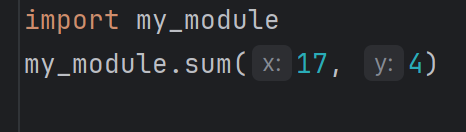 import my_module
my_module.sum(x: 17, y: 4)